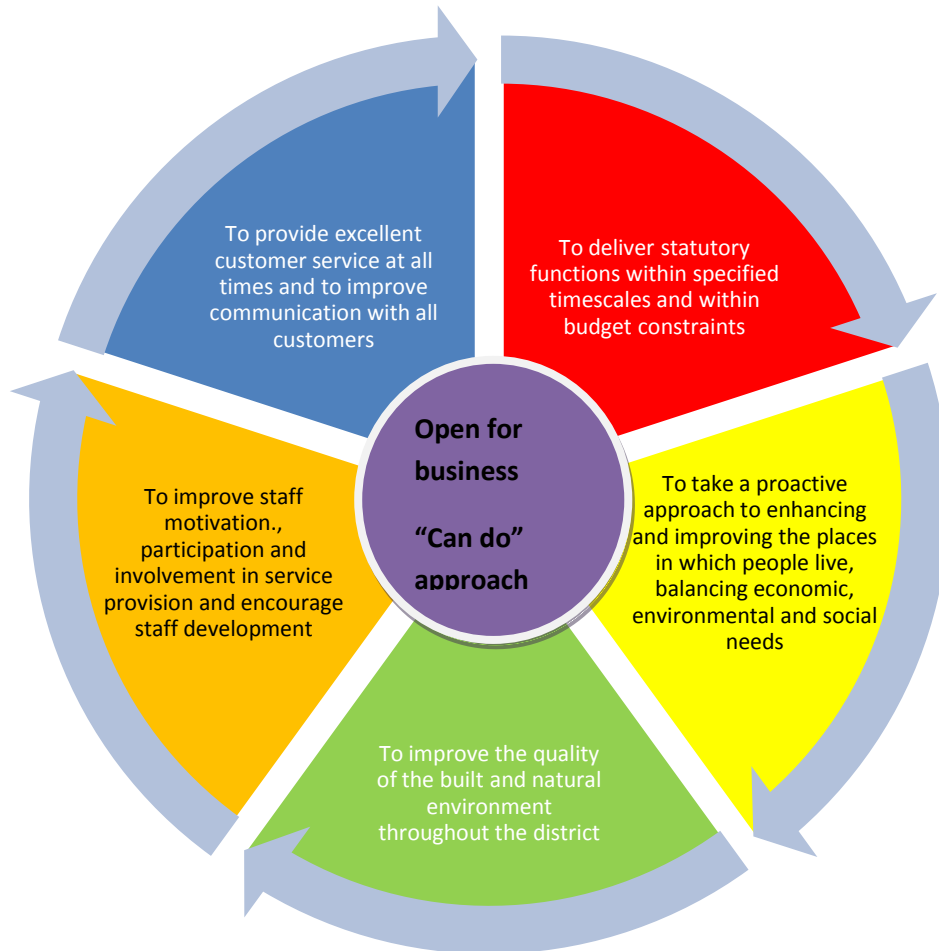 To provide excellent
customer service at all
times and to improve
communication with all
customers
To deliver statutory
functions within specified
timescales and within
budget constraints
Open for
business
“Can do”
approach
To improve staff
motivation.,
participation and
involvement in service
provision and encourage
staff development
To take a proactive
approach to enhancing
and improving the places
in which people live,
balancing economic,
environmental and social
needs
To improve the quality
of the built and natural
environment
throughout the district